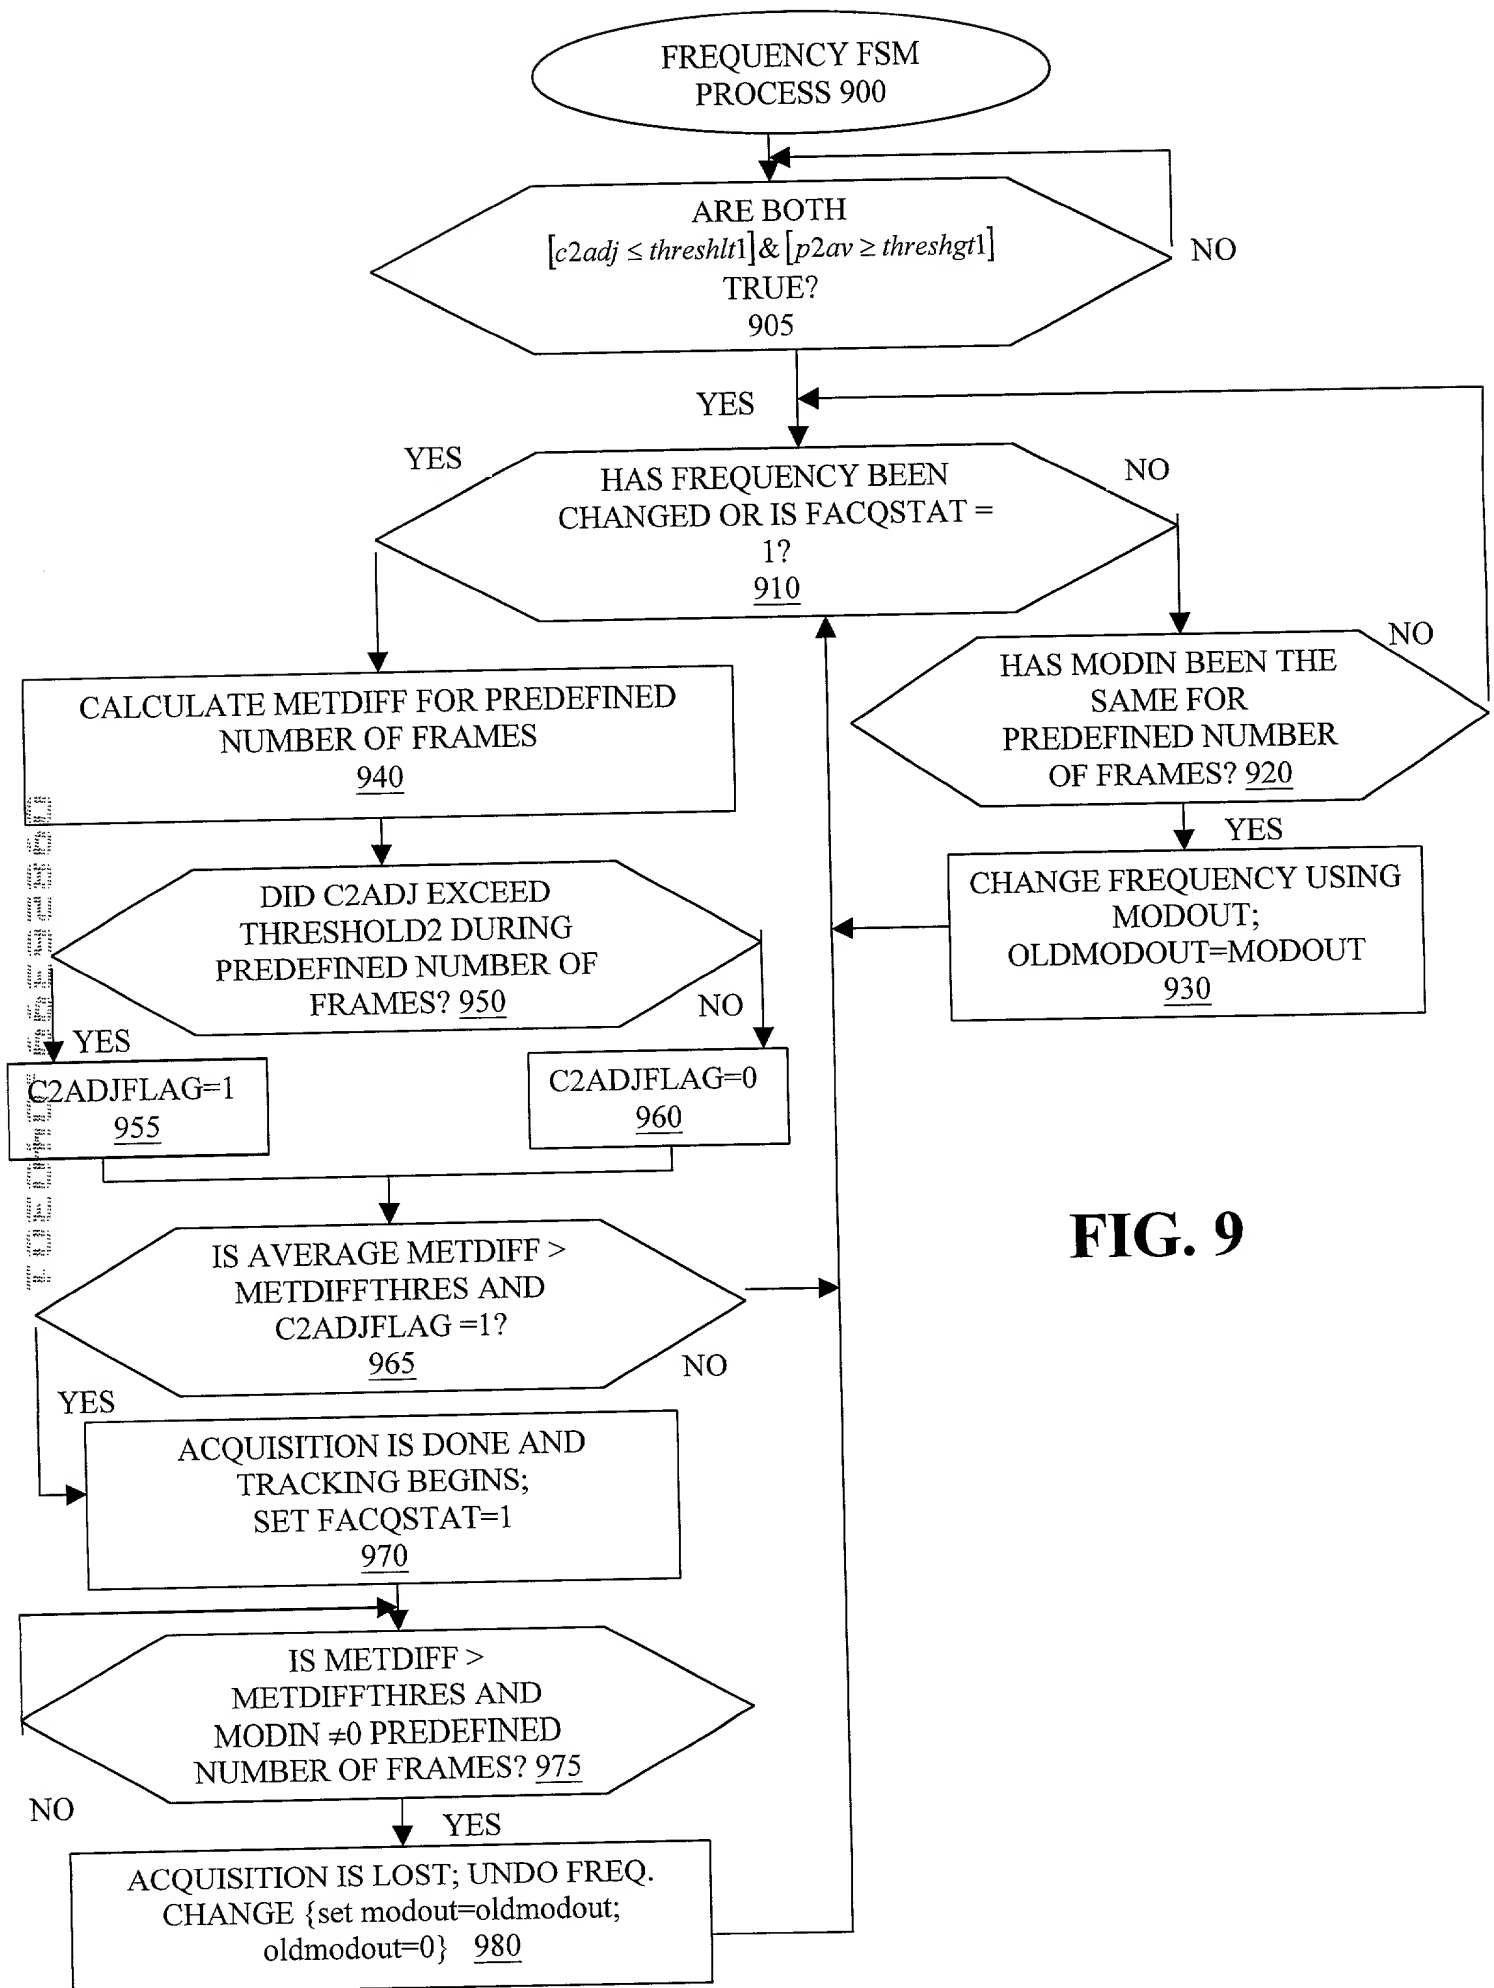 FREQUENCY FSM
PROCESS 900
ARE BOTH
[c2adj ≤ threshlt1] & [p2av ≥ threshgt1]
TRUE?
905
NO
YES
YES
NO
HAS FREQUENCY BEEN
CHANGED OR IS FACQSTAT =
1?
910
NO
HAS MODIN BEEN THE
SAME FOR
PREDEFINED NUMBER
OF FRAMES? 920
YES
CHANGE FREQUENCY USING
MODOUT;
OLDMODOUT=MODOUT
930
CALCULATE METDIFF FOR PREDEFINED
NUMBER OF FRAMES
940
DID C2ADJ EXCEED
THRESHOLD2 DURING
PREDEFINED NUMBER OF
FRAMES? 950
NO
YES
C2ADJFLAG=1
955
C2ADJFLAG=0
960
FIG. 9
IS AVERAGE METDIFF >
METDIFFTHRES AND
C2ADJFLAG =1?
965
NO
YES
ACQUISITION IS DONE AND
TRACKING BEGINS;
SET FACQSTAT=1
970
IS METDIFF >
METDIFFTHRES AND
MODIN ≠0 PREDEFINED
NUMBER OF FRAMES? 975
NO
YES
ACQUISITION IS LOST; UNDO FREQ.
CHANGE {set modout=oldmodout;
oldmodout=0} 980